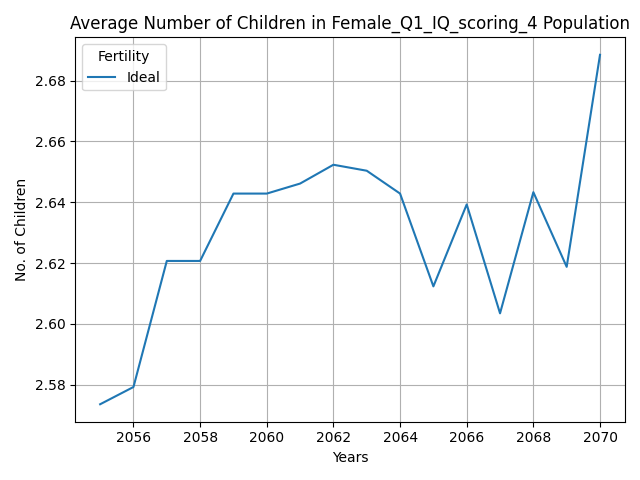 Average Number of Children in Female_Q1_IQ_scoring_4 Population
Fertility
Ideal
No. of Children
2.68
2.66
2.64
2.62
2.60
2.58
2056 2058 2060 2062 2064 2066 2068 2070
Years